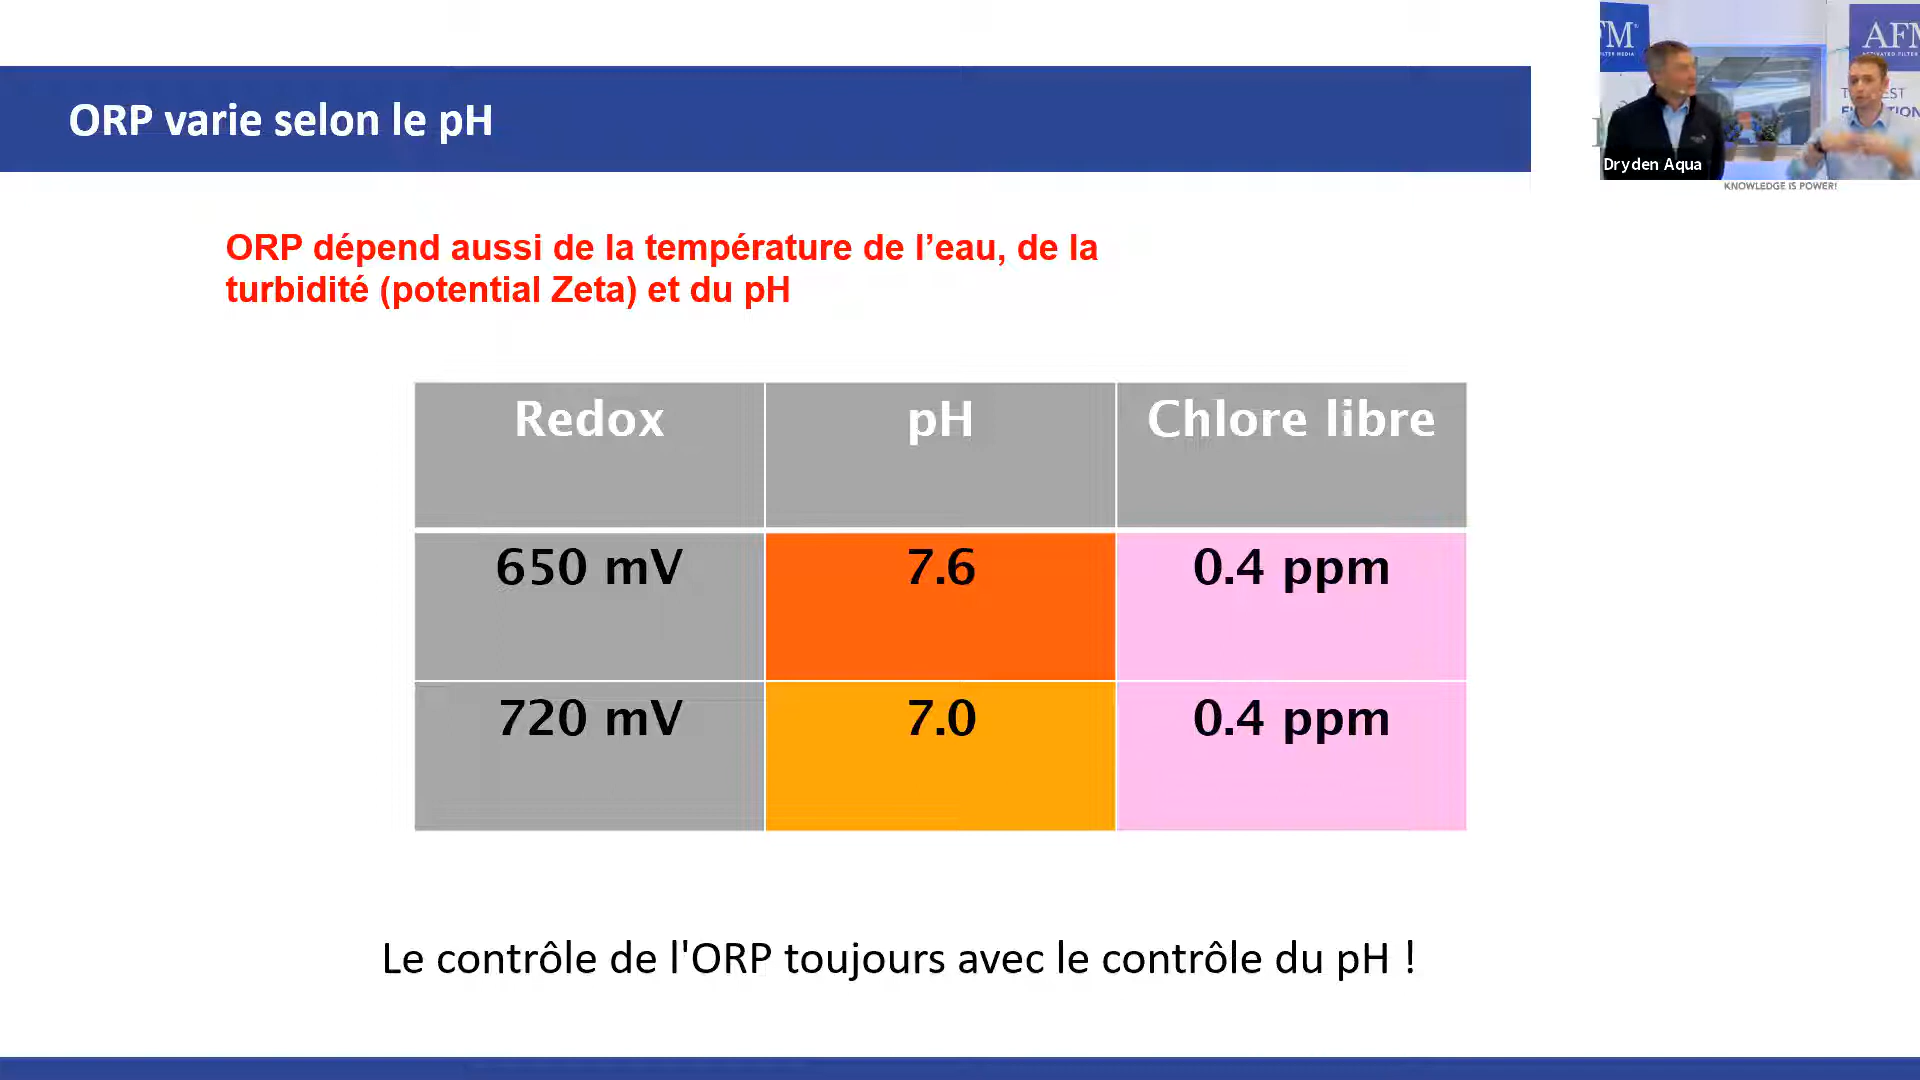 ORP varie selon le pH
ORP dépend aussi de la température de l’eau, de la
turbidité (potential Zeta) et du pH
Redox pH Chlore libre
650 mV 7.6 0.4 ppm
720 mV 7.0 0.4 ppm
Le contrôle de l'ORP toujours avec le contrôle du pH !
Dryden Aqua
KNOWLEDGE IS POWER!